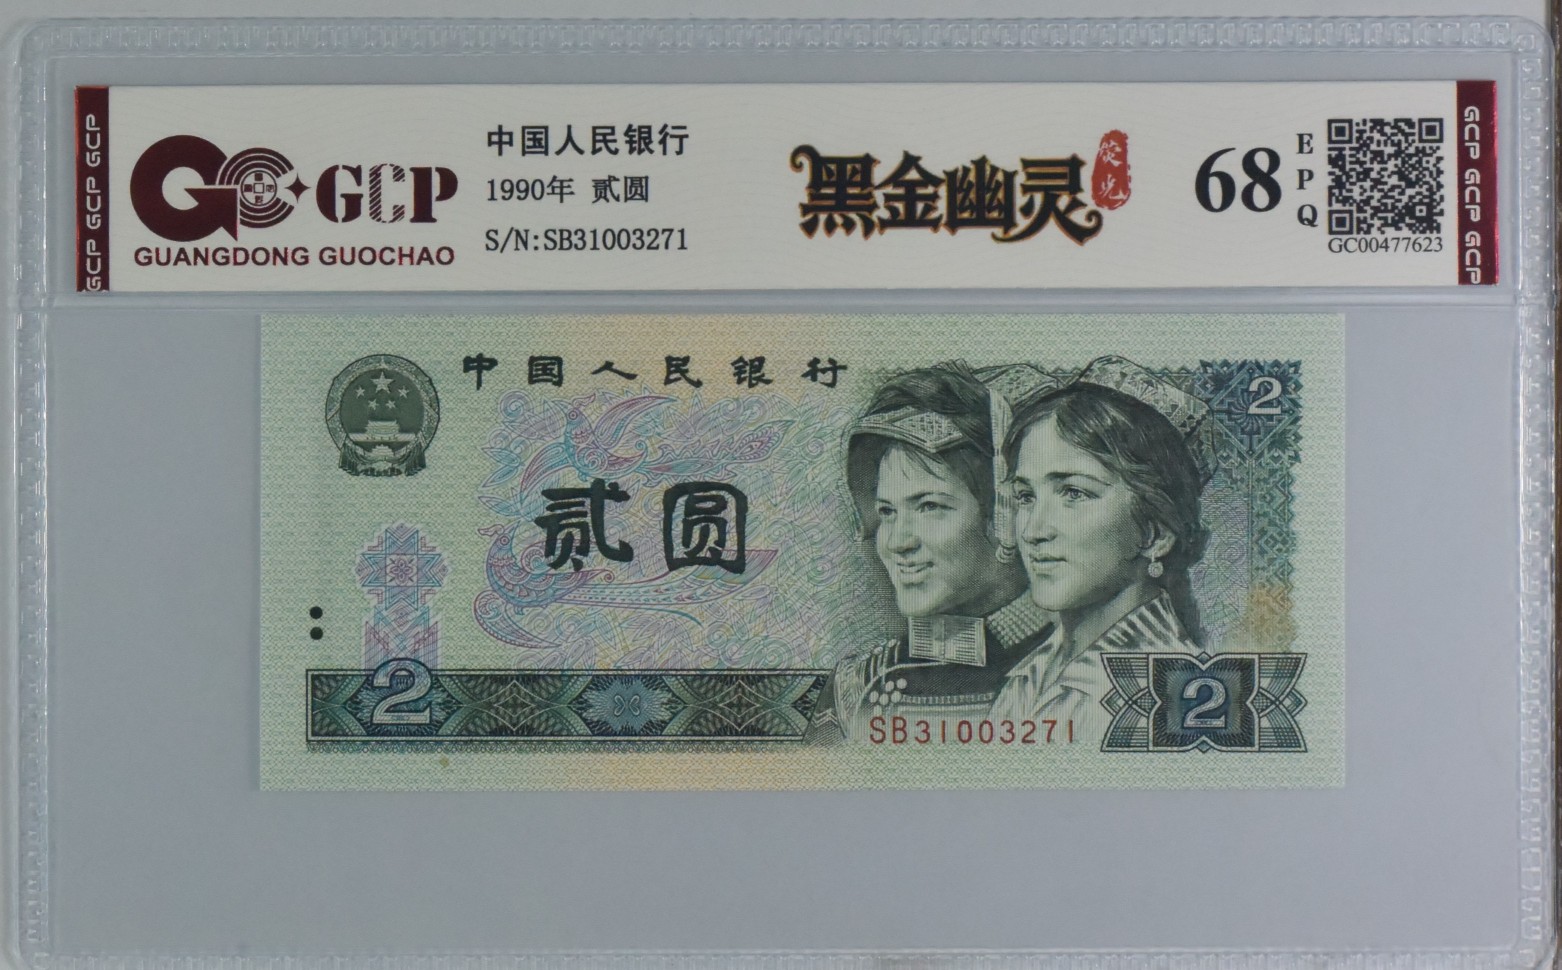 GCP GCP GCP
GCP
GUANGDONG GUOCHAO
中国人民银行
1990年 贰圆
S/N:SB31003271
黑金幽灵
荧光
68
EPQ
GC00477623
GCP GCP GCP
中国人民银行
2
贰圆
2
SB31003271
2